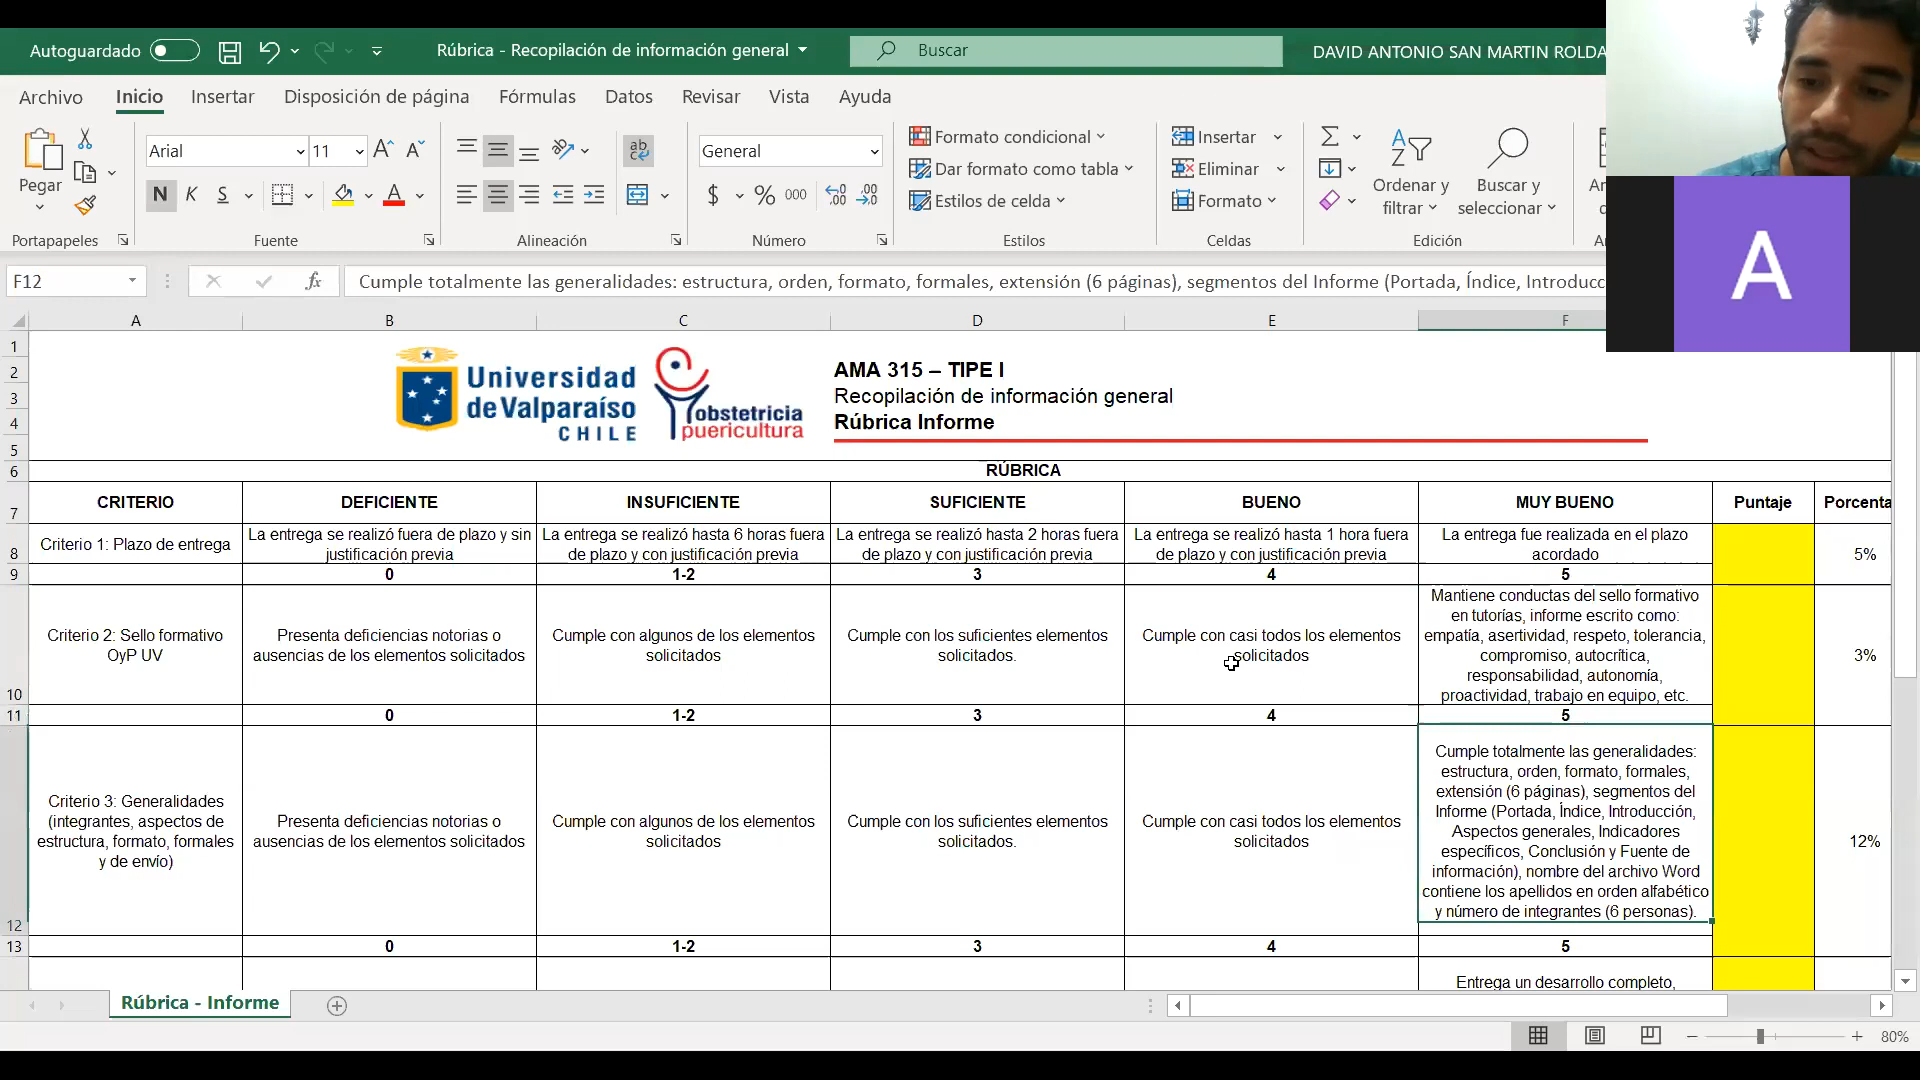 Autoguardado
Rúbrica - Recopilación de información general
Buscar
DAVID ANTONIO SAN MARTIN ROLDA
Archivo Inicio Insertar Disposición de página Fórmulas Datos Revisar Vista Ayuda
Pegar
Arial 11
N K S
General
$ % 000
Formato condicional
Dar formato como tabla
Estilos de celda
Insertar
Eliminar
Formato
Ordenar y
filtrar
Buscar y
seleccionar
Portapapeles Fuente Alineación Número Estilos Celdas Edición
A
F12
fx
Cumple totalmente las generalidades: estructura, orden, formato, formales, extensión (6 páginas), segmentos del Informe (Portada, Índice, Introducc
A B C D E F
1
2
3
4
5
6
7
8
9
10
11
12
13
Universidad
de Valparaíso
CHILE
obstetricia
puericultura
AMA 315 – TIPE I
Recopilación de información general
Rúbrica Informe
RÚBRICA
CRITERIO DEFICIENTE INSUFICIENTE SUFICIENTE BUENO MUY BUENO Puntaje Porcenta
Criterio 1: Plazo de entrega
La entrega se realizó fuera de plazo y sin
justificación previa
La entrega se realizó hasta 6 horas fuera
de plazo y con justificación previa
La entrega se realizó hasta 2 horas fuera
de plazo y con justificación previa
La entrega se realizó hasta 1 hora fuera
de plazo y con justificación previa
La entrega fue realizada en el plazo
acordado
5%
0 1-2 3 4 5
Criterio 2: Sello formativo
OyP UV
Presenta deficiencias notorias o
ausencias de los elementos solicitados
Cumple con algunos de los elementos
solicitados
Cumple con los suficientes elementos
solicitados.
Cumple con casi todos los elementos
solicitados
Mantiene conductas del sello formativo
en tutorías, informe escrito como:
empatía, asertividad, respeto, tolerancia,
compromiso, autocrítica,
responsabilidad, autonomía,
proactividad, trabajo en equipo, etc.
3%
0 1-2 3 4 5
Criterio 3: Generalidades
(integrantes, aspectos de
estructura, formato, formales
y de envío)
Presenta deficiencias notorias o
ausencias de los elementos solicitados
Cumple con algunos de los elementos
solicitados
Cumple con los suficientes elementos
solicitados.
Cumple con casi todos los elementos
solicitados
Cumple totalmente las generalidades:
estructura, orden, formato, formales,
extensión (6 páginas), segmentos del
Informe (Portada, Índice, Introducción,
Aspectos generales, Indicadores
específicos, Conclusión y Fuente de
información), nombre del archivo Word
contiene los apellidos en orden alfabético
y número de integrantes (6 personas).
12%
0 1-2 3 4 5
Entrega un desarrollo completo,
Rúbrica - Informe
80%